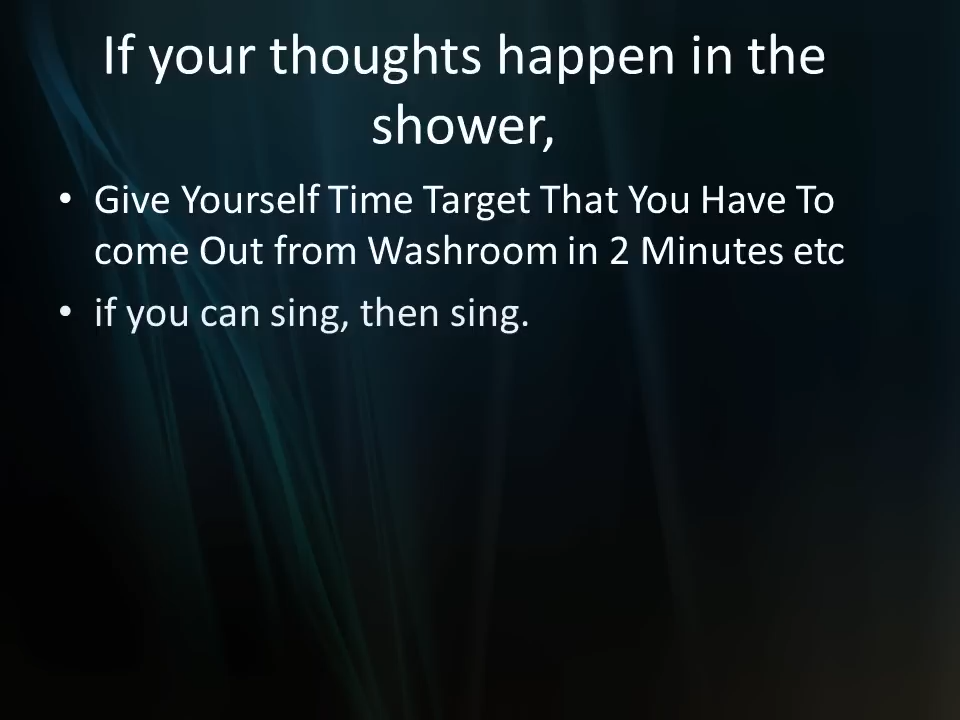 If your thoughts happen in the
shower,
• Give Yourself Time Target That You Have To
come Out from Washroom in 2 Minutes etc
• if you can sing, then sing.